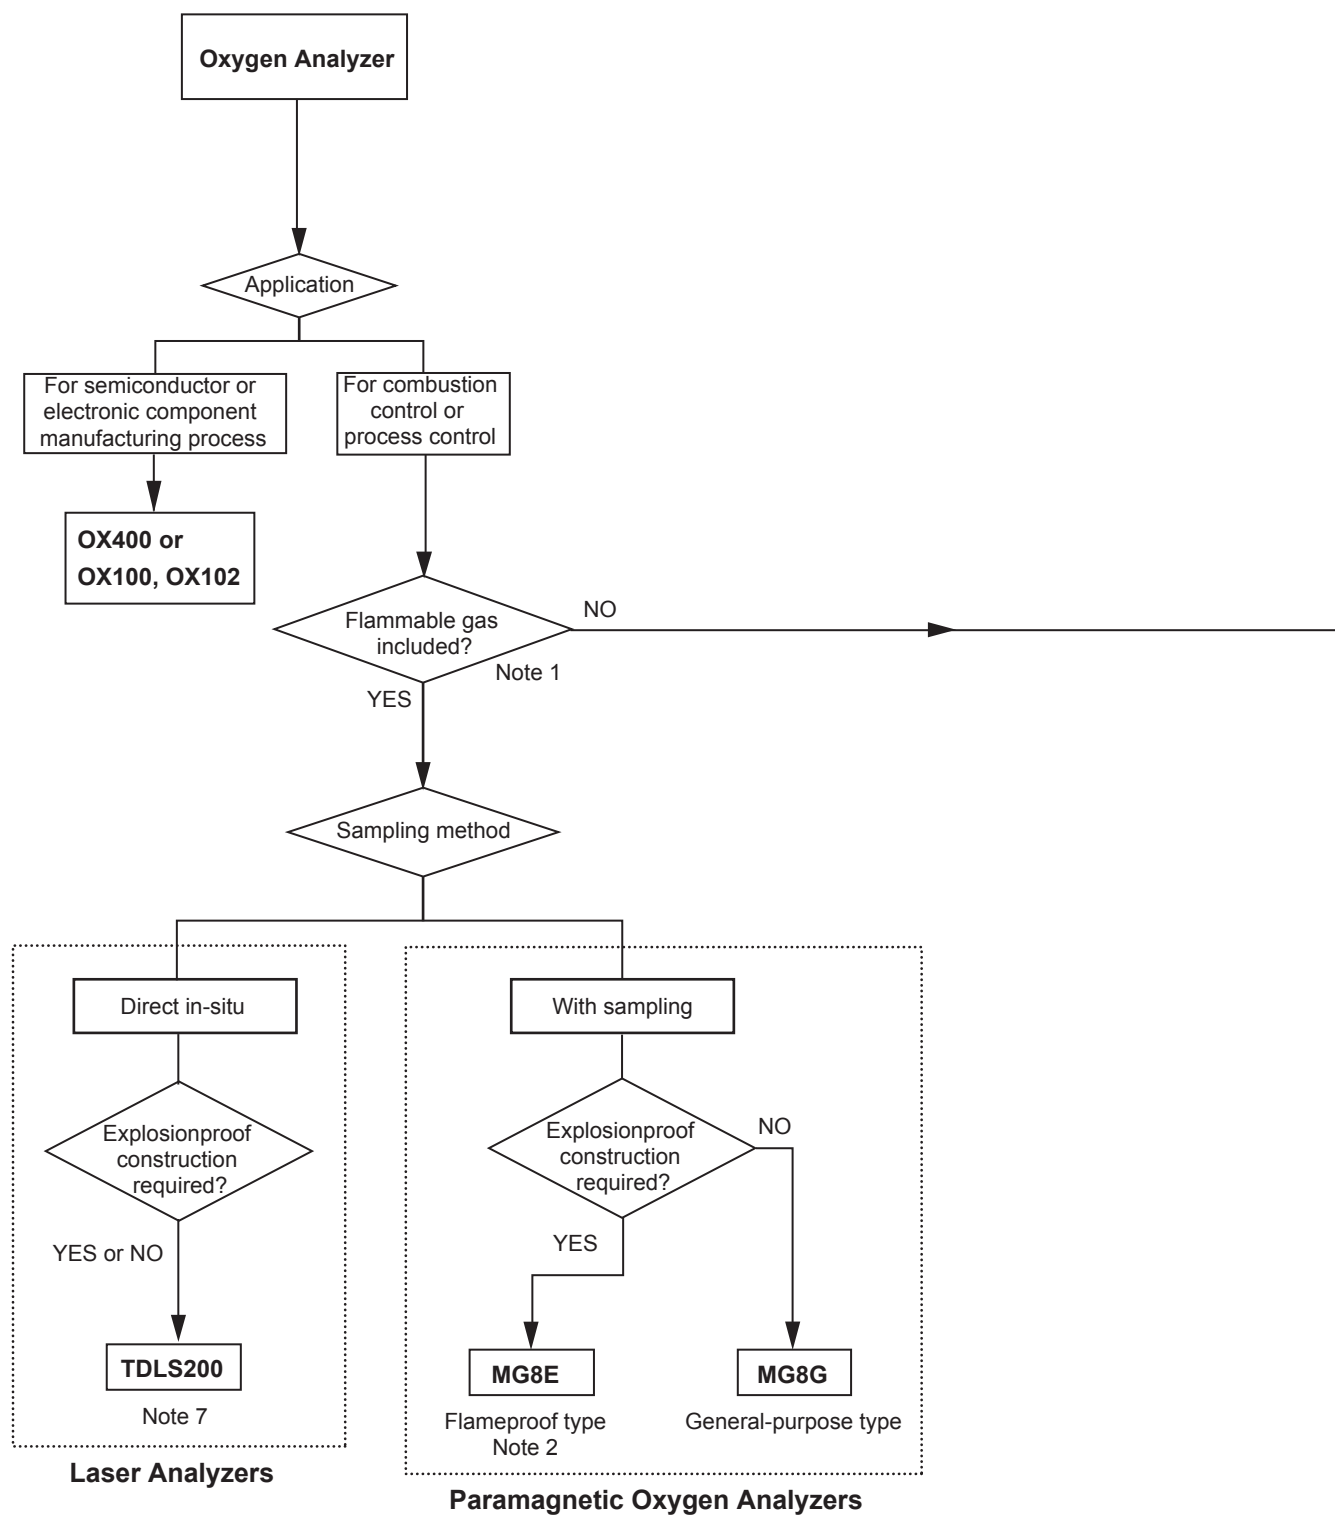 Oxygen Analyzer
Application
For semiconductor or
electronic component
manufacturing process
For combustion
control or
process control
OX400 or
OX100, OX102
Flammable gas
included?
NO
Note 1
YES
Sampling method
Direct in-situ
With sampling
Explosionproof
construction
required?
Explosionproof
construction
required?
NO
YES or NO
YES
TDLS200
Note 7
MG8E
Flameproof type
Note 2
MG8G
General-purpose type
Laser Analyzers
Paramagnetic Oxygen Analyzers